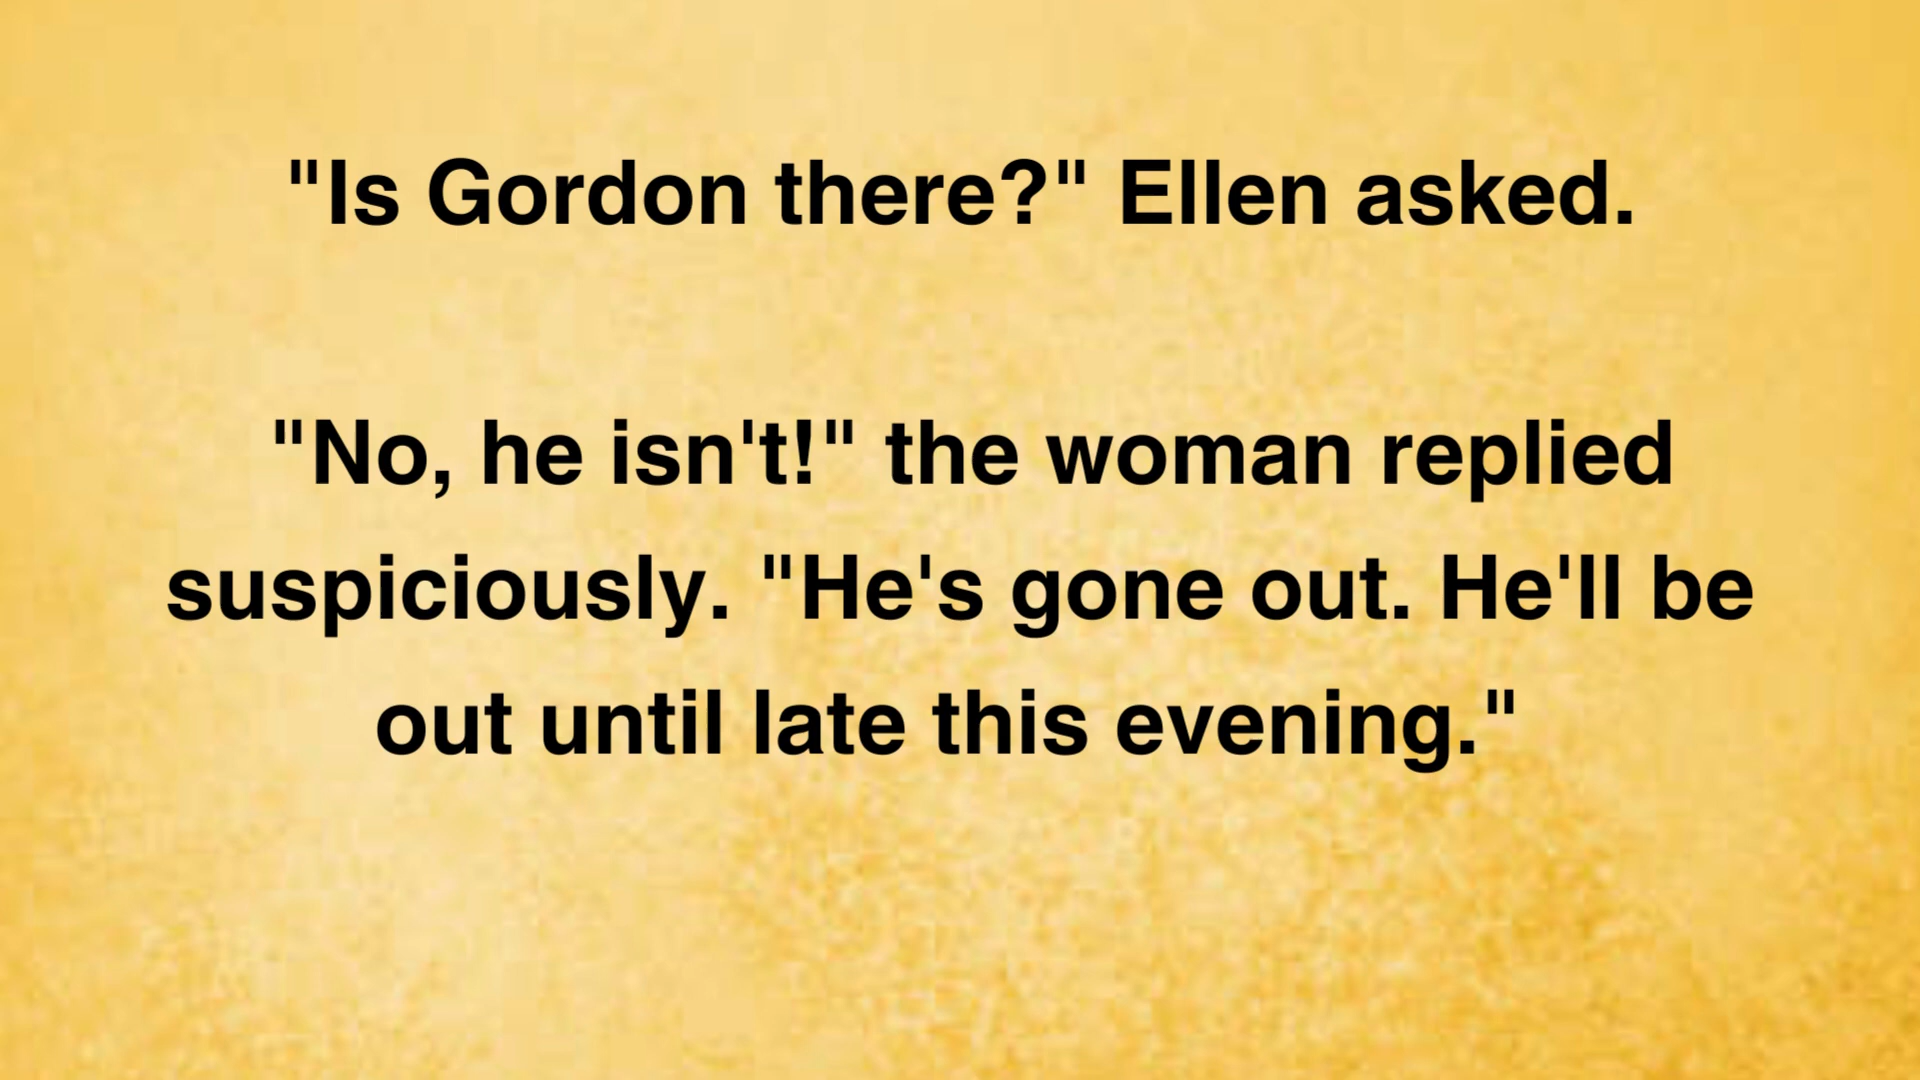 "Is Gordon there?" Ellen asked.
"No, he isn't!" the woman replied
suspiciously. "He's gone out. He'll be
out until late this evening."